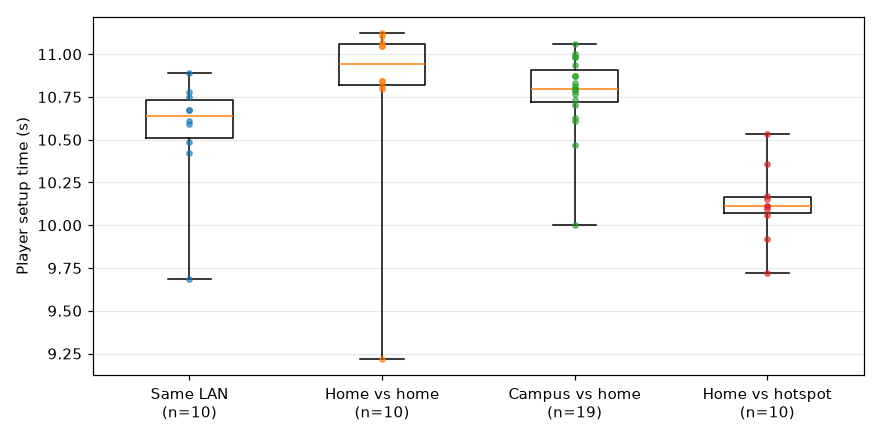 Player setup time (s)
11.00
10.75
10.50
10.25
10.00
9.75
9.50
9.25
Same LAN
(n=10)
Home vs home
(n=10)
Campus vs home
(n=19)
Home vs hotspot
(n=10)